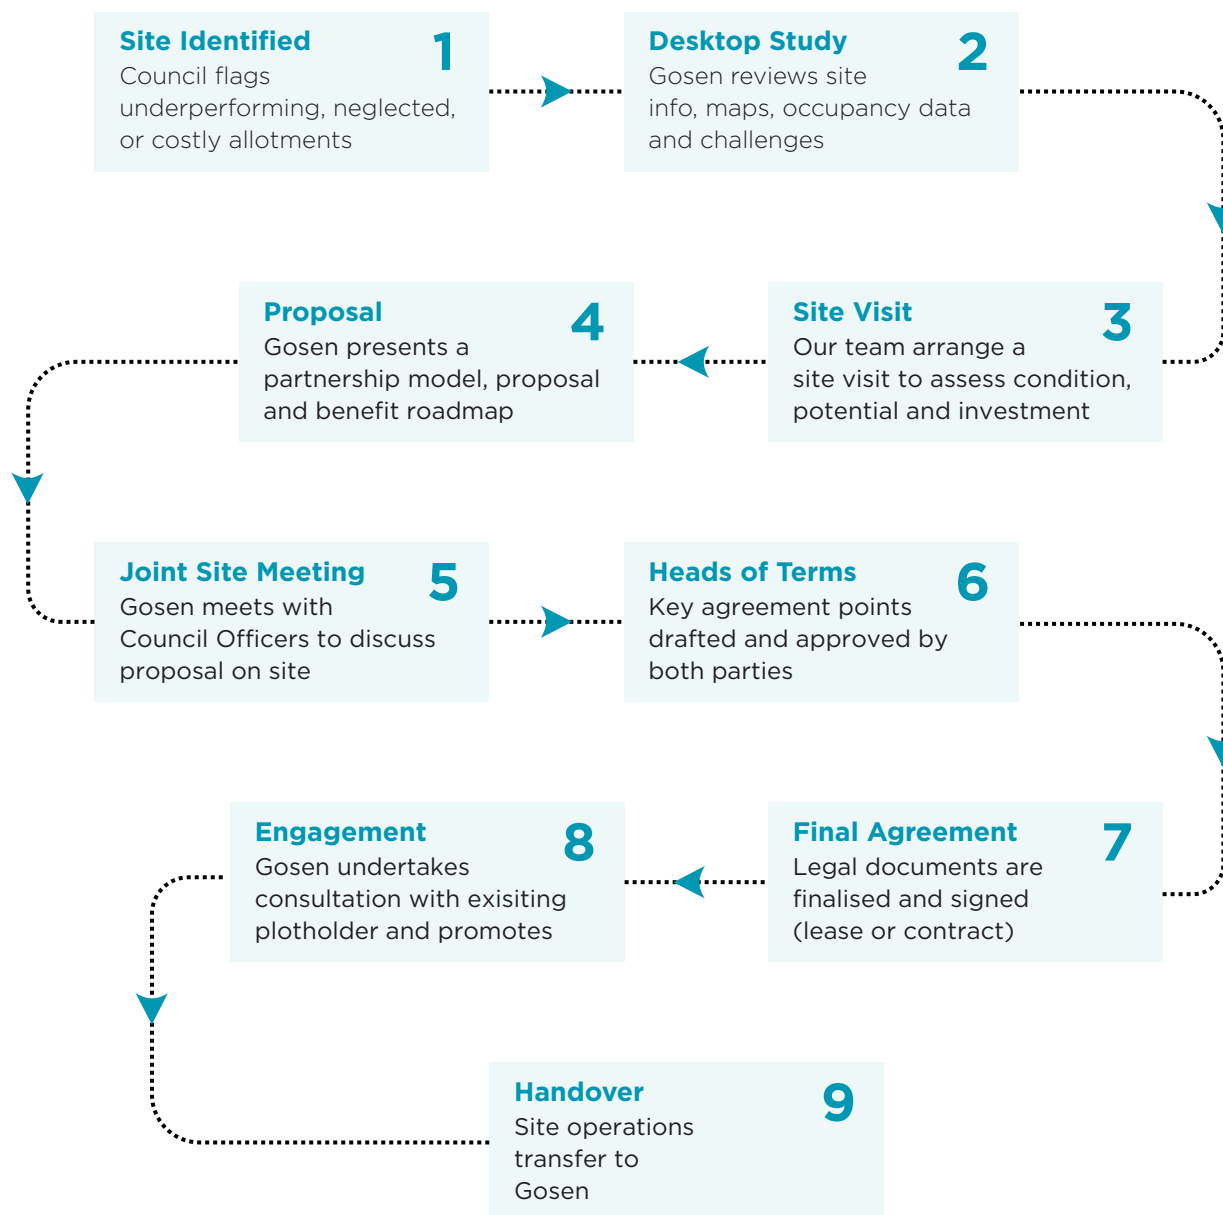 Site Identified
1
Council flags
underperforming, neglected,
or costly allotments
Desktop Study
2
Gosen reviews site
info, maps, occupancy data
and challenges
Site Visit
3
Our team arrange a
site visit to assess condition,
potential and investment
Proposal
4
Gosen presents a
partnership model, proposal
and benefit roadmap
Joint Site Meeting
5
Gosen meets with
Council Officers to discuss
proposal on site
Heads of Terms
6
Key agreement points
drafted and approved by
both parties
Final Agreement
7
Legal documents are
finalised and signed
(lease or contract)
Engagement
8
Gosen undertakes
consultation with exisiting
plotholder and promotes
Handover
9
Site operations
transfer to
Gosen